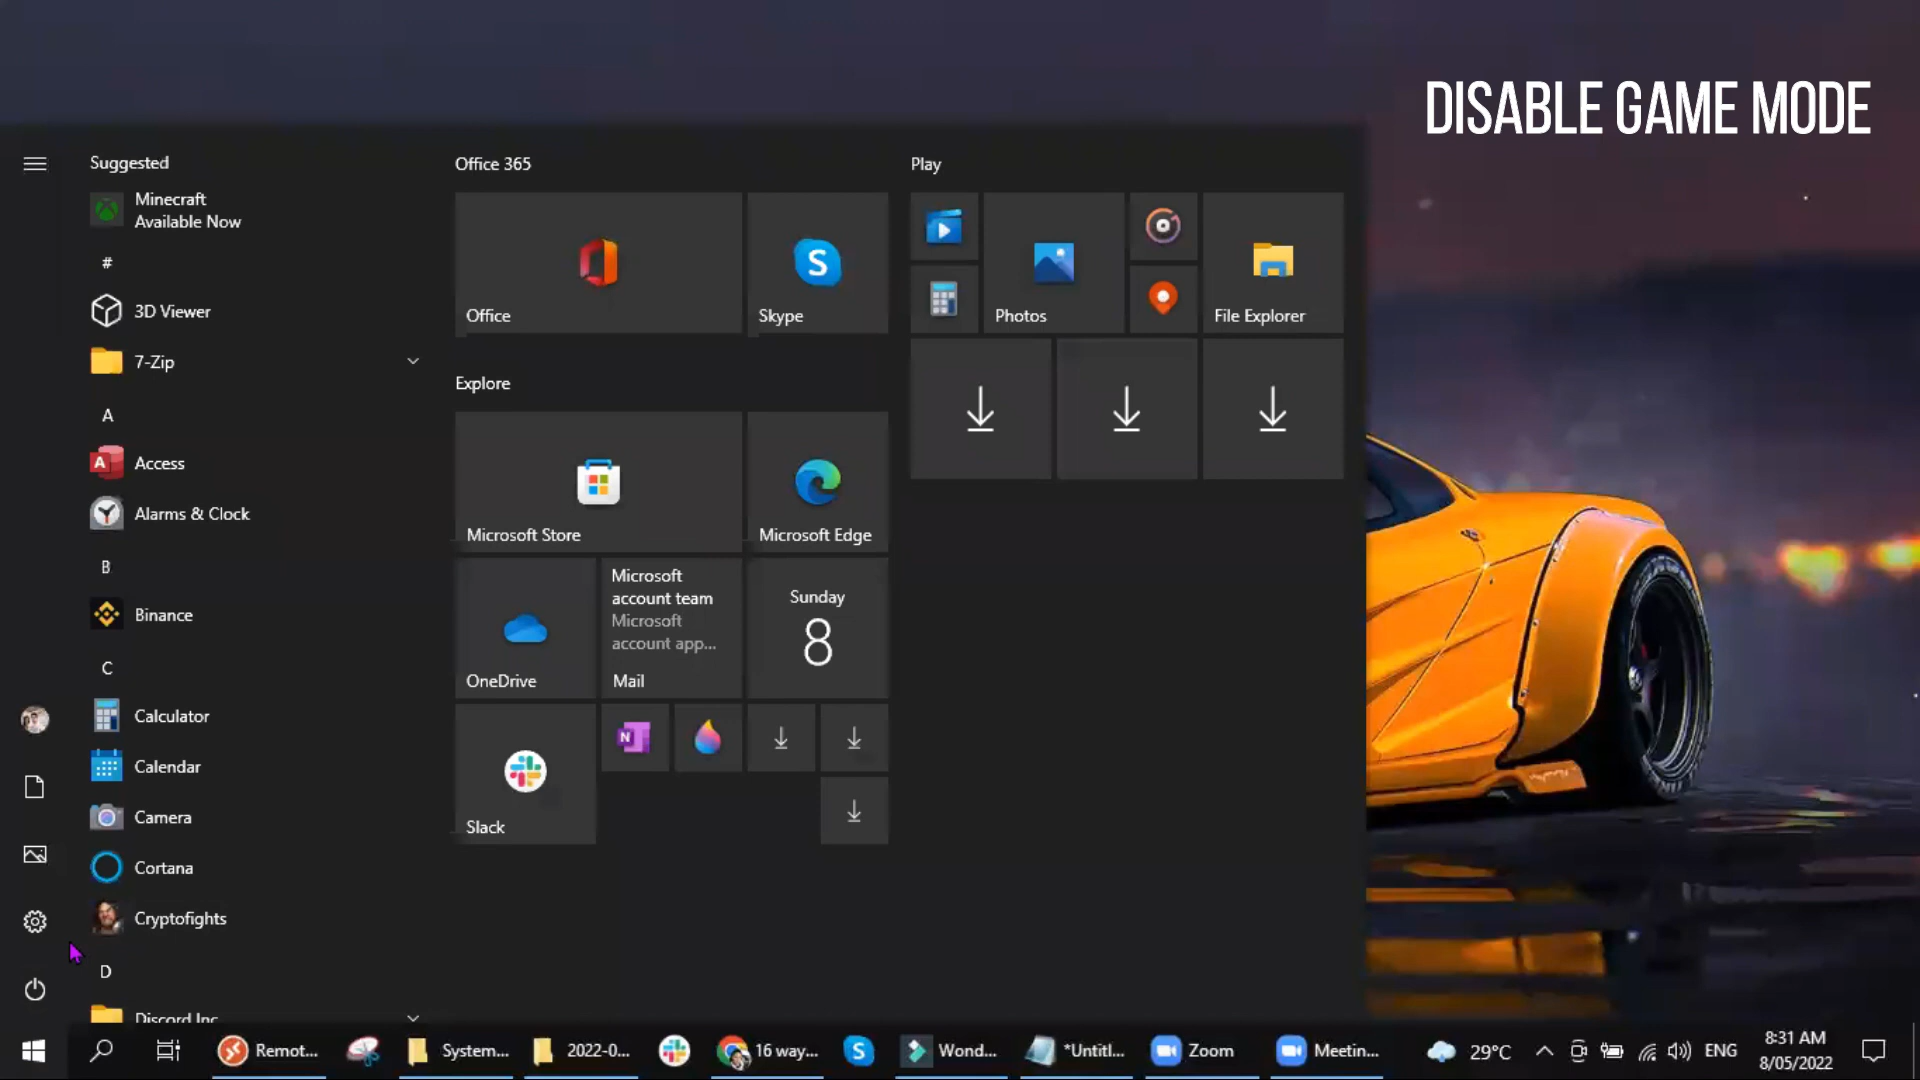 DISABLE GAME MODE
Suggested
Minecraft
Available Now
#
3D Viewer
7-Zip
A
Access
Alarms & Clock
B
Binance
C
Calculator
Calendar
Camera
Cortana
Cryptofights
D
Discord Inc
Office 365
Office
Skype
Explore
Microsoft Store
Microsoft Edge
OneDrive
Microsoft
account team
Microsoft
account app...
Mail
Sunday
8
Slack
Play
Photos
File Explorer
Remot...
System...
2022-0...
16 way...
Wond...
*Untitl...
Zoom
Meetin...
29°C
ENG
8:31 AM
8/05/2022